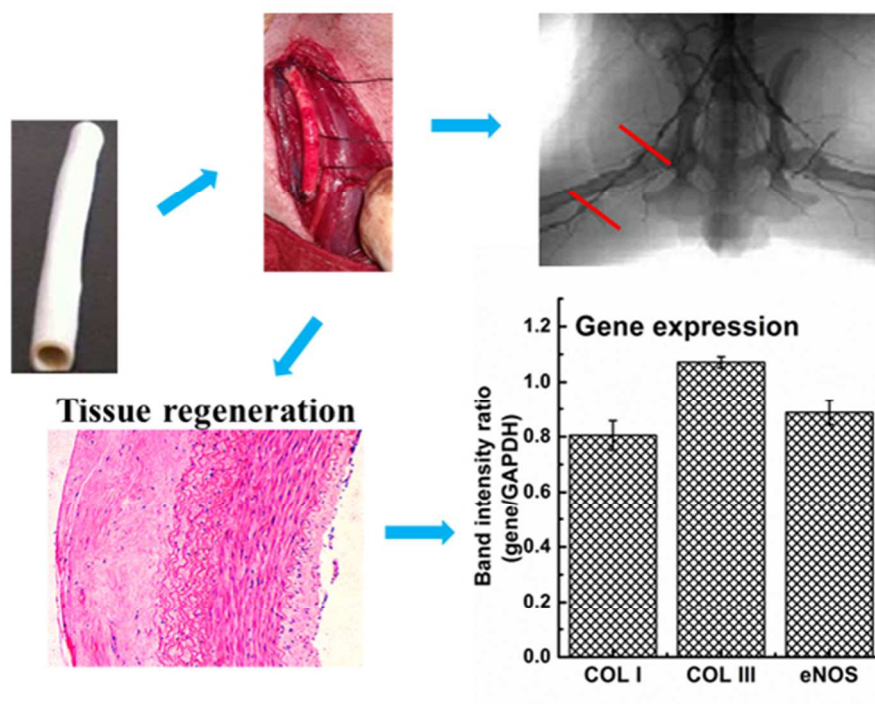 Tissue regeneration
Gene expression
Band intensity ratio
(gene/GAPDH)
1.2
1.0
0.8
0.6
0.4
0.2
0.0
COL I
COL III
eNOS